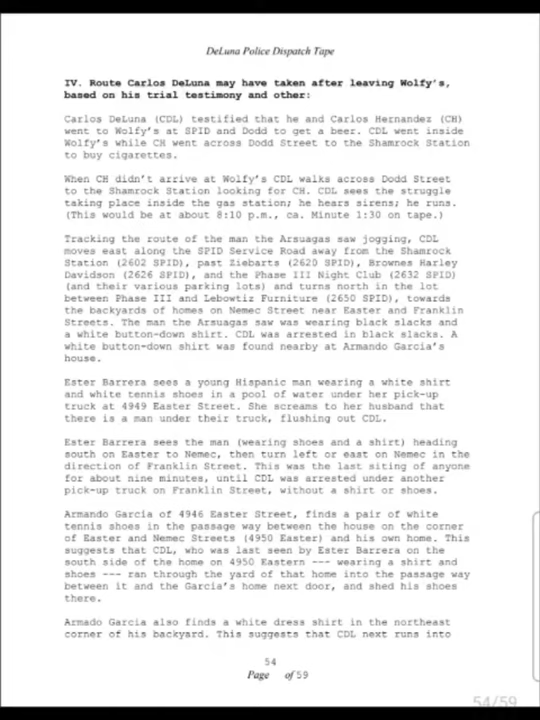 DeLuna Police Dispatch Tape
IV. Route Carlos DeLuna may have taken after leaving Wolfy's,
based on his trial testimony and other:
Carlos DeLuna (CDL) testified that he and Carlos Hernandez (CH)
went to Wolfy's at SPID and Dodd to get a beer. CDL went inside
Wolfy's while CH went across Dodd Street to the Shamrock Station
to buy cigarettes.
When CH didn't arrive at Wolfy's CDL walks across Dodd Street
to the Shamrock Station looking for CH. CDL sees the struggle
taking place inside the gas station; he hears sirens; he runs.
(This would be at about 8:10 p.m., ca. Minute 1:30 on tape.)
Tracking the route of the man the Arsuagas saw jogging, CDL
moves east along the SPID Service Road away from the Shamrock
Station (2602 SPID), past Ziebarts (2620 SPID), Brownes Harley
Davidson (2626 SPID), and the Phase III Night Club (2632 SPID)
(and their various parking lots) and turns north in the lot
between Phase III and Lebowtiz Furniture (2650 SPID), towards
the backyards of homes on Nemec Street near Easter and Franklin
Streets. The man the Arsuagas saw was wearing black slacks and
a white button-down shirt. CDL was arrested in black slacks. A
white button-down shirt was found nearby at Armando Garcia's
house.
Ester Barrera sees a young Hispanic man wearing a white shirt
and white tennis shoes in a pool of water under her pick-up
truck at 4949 Easter Street. She screams to her husband that
there is a man under their truck, flushing out CDL.
Ester Barrera sees the man (wearing shoes and a shirt) heading
south on Easter to Nemec, then turn left or east on Nemec in the
direction of Franklin Street. This was the last siting of anyone
for about nine minutes, until CDL was arrested under another
pick-up truck on Franklin Street, without a shirt or shoes.
Armando Garcia of 4946 Easter Street, finds a pair of white
tennis shoes in the passage way between the house on the corner
of Easter and Nemec Streets (4950 Easter) and his own home. This
suggests that CDL, who was last seen by Ester Barrera on the
south side of the home on 4950 Eastern --- wearing a shirt and
shoes --- ran through the yard of that home into the passage way
between it and the Garcia's home next door, and shed his shoes
there.
Armado Garcia also finds a white dress shirt in the northeast
corner of his backyard. This suggests that CDL next runs into
54
Page of 59
54/59